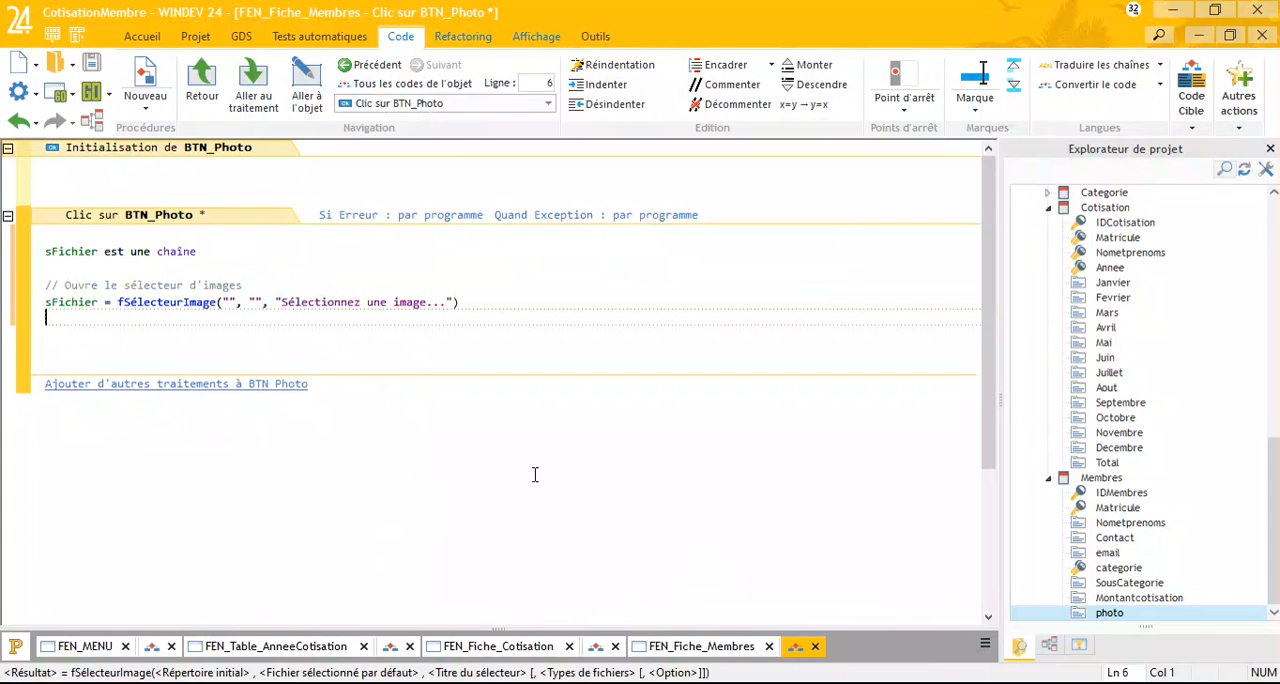 24 CotisationMembre - WINDEV 24 - [FEN_Fiche_Membres - Clic sur BTN_Photo *] 32
Accueil Projet GDS Tests automatiques Code Refactoring Affichage Outils
Nouveau
Procédures
Retour
Aller au traitement
Aller à l'objet
Précédent Suivant
Tous les codes de l'objet Ligne : 6
Clic sur BTN_Photo
Navigation
Réindentation
Indenter
Désindenter
Encadrer
Commenter
Décommenter
Monter
Descendre
x=y → y=x
Edition
Point d'arrêt
Points d'arrêt
Marque
Marques
Traduire les chaînes
Convertir le code
Langues
Code Cible
Autres actions
Initialisation de BTN_Photo
Clic sur BTN_Photo * Si Erreur : par programme Quand Exception : par programme
sFichier est une chaîne
// Ouvre le sélecteur d'images
sFichier = fSélecteurImage("", "", "Sélectionnez une image...")
Ajouter d'autres traitements à BTN Photo
Explorateur de projet
Categorie
Cotisation
IDCotisation
Matricule
Nometprenoms
Annee
Janvier
Fevrier
Mars
Avril
Mai
Juin
Juillet
Aout
Septembre
Octobre
Novembre
Decembre
Total
Membres
IDMembres
Matricule
Nometprenoms
Contact
email
categorie
SousCategorie
Montantcotisation
photo
P FEN_MENU FEN_Table_AnneeCotisation FEN_Fiche_Cotisation FEN_Fiche_Membres
<Résultat> = fSélecteurImage(<Répertoire initial> , <Fichier sélectionné par défaut> , <Titre du sélecteur> [, <Types de fichiers> [, <Option>]]) Ln 6 Col 1 NUM